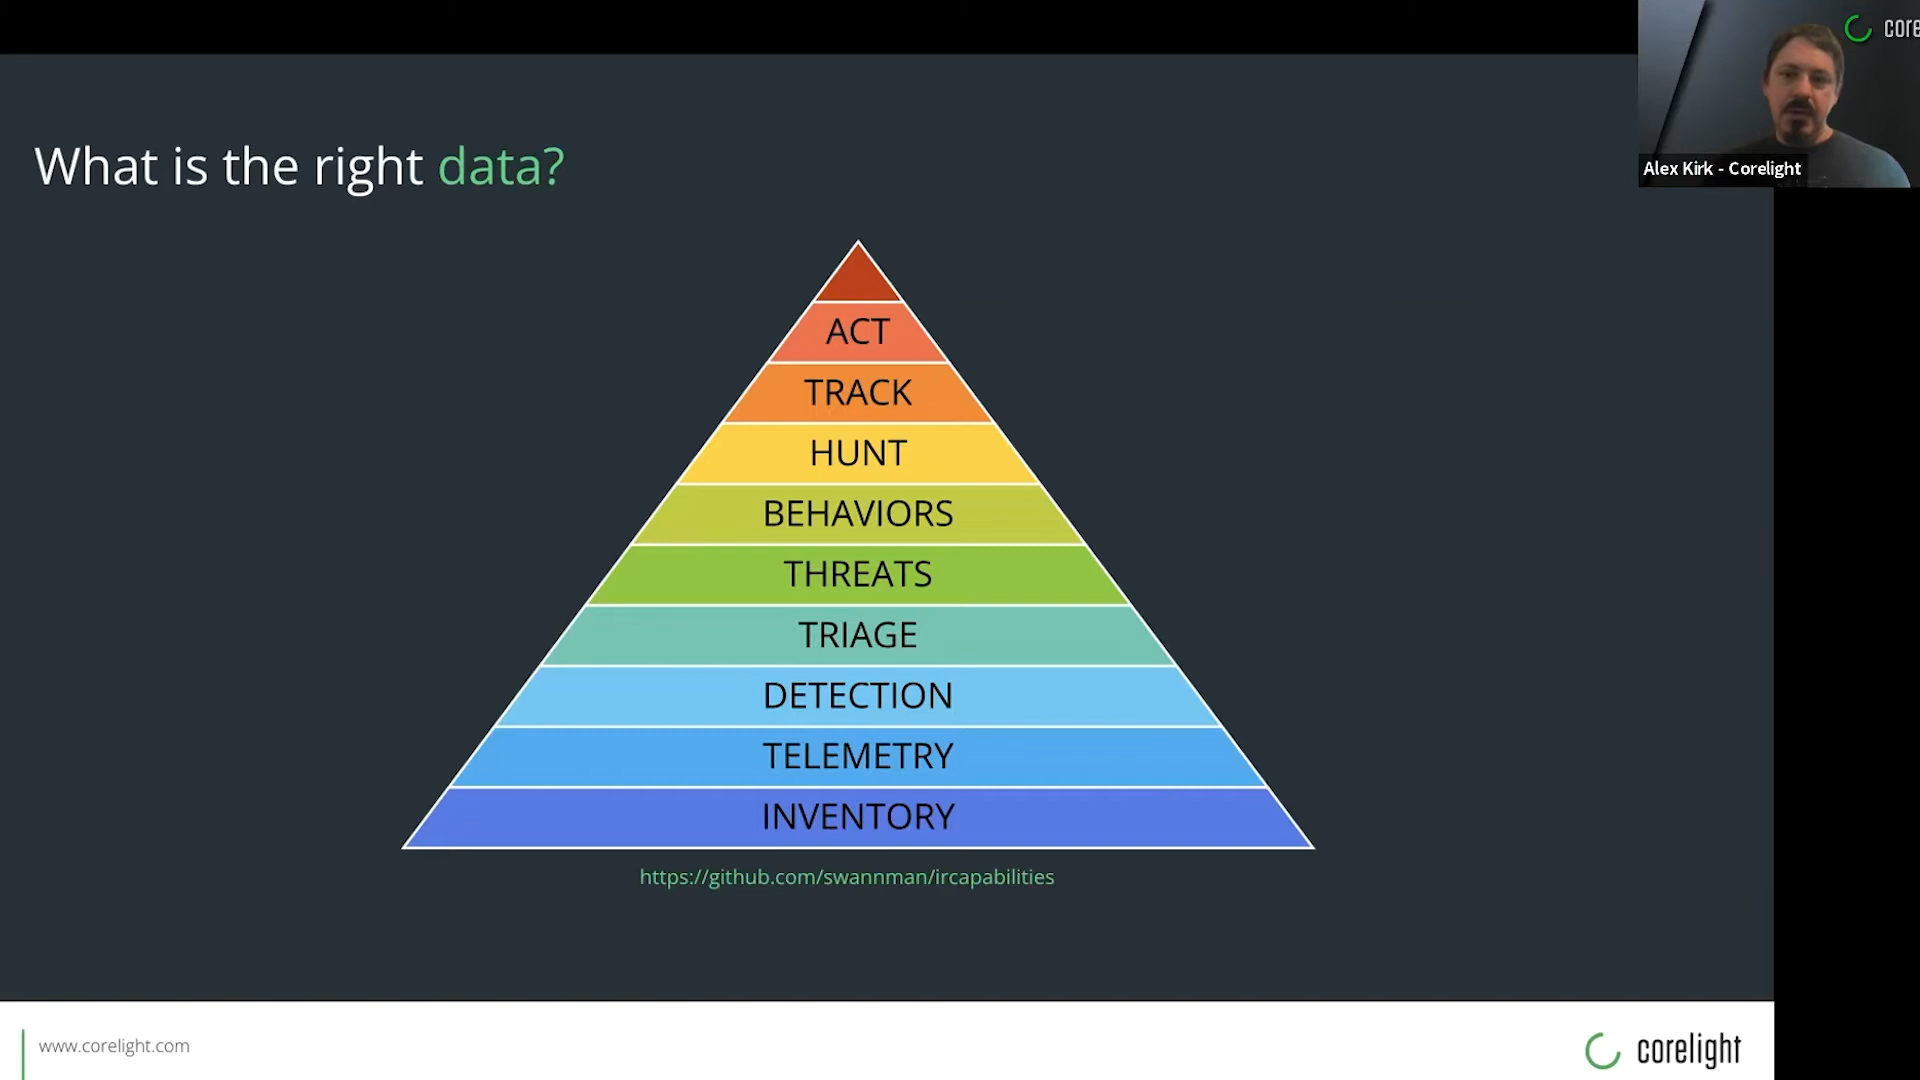 core
Alex Kirk - Corelight
What is the right data?
ACT
TRACK
HUNT
BEHAVIORS
THREATS
TRIAGE
DETECTION
TELEMETRY
INVENTORY
https://github.com/swannman/ircapabilities
www.corelight.com
corelight